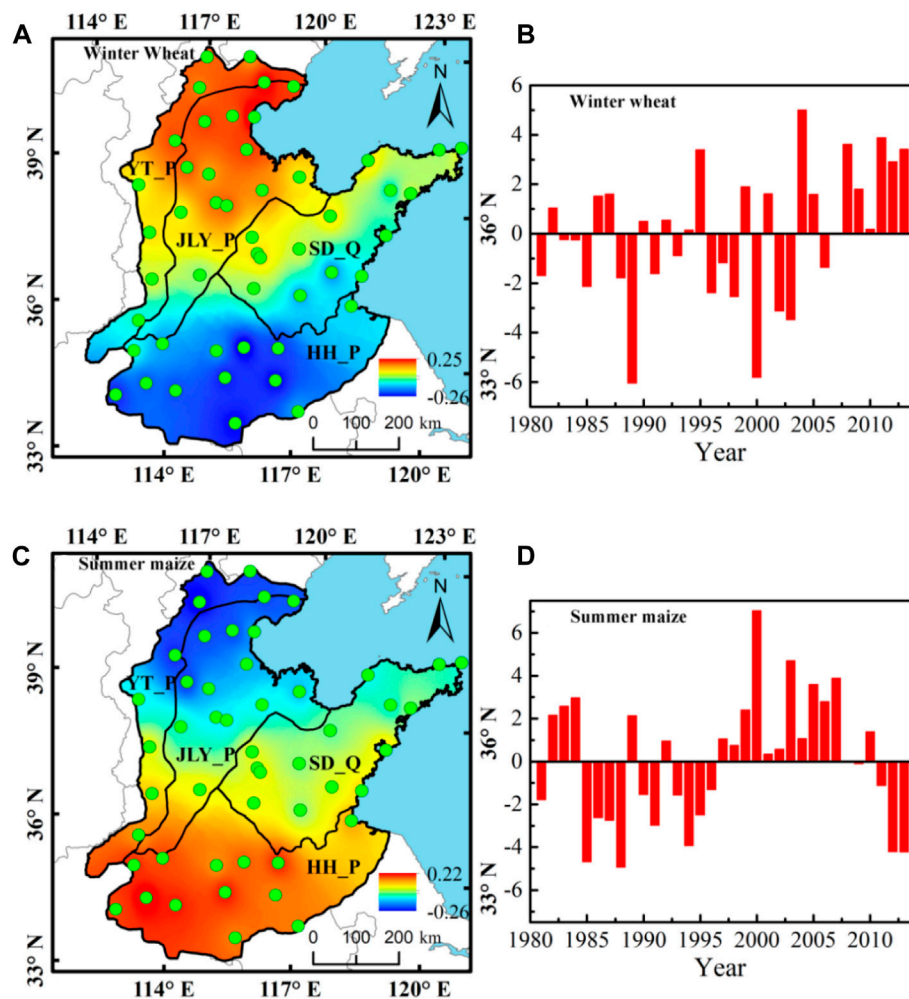 A
114° E 117° E 120° E 123° E
Winter Wheat
N
39° N
YT_P
JLY_P
SD_Q
36° N
HH_P
0.25
-0.26
0 100 200 km
33° N
114° E 117° E 120° E
B
Winter wheat
6
4
2
0
-2
-4
-6
36° N
33° N
1980 1985 1990 1995 2000 2005 2010
Year
C
114° E 117° E 120° E 123° E
Summer maize
N
39° N
YT_P
JLY_P
SD_Q
36° N
HH_P
0.22
-0.26
0 100 200 km
33° N
114° E 117° E 120° E
D
Summer maize
6
4
2
0
-2
-4
-6
36° N
33° N
1980 1985 1990 1995 2000 2005 2010
Year